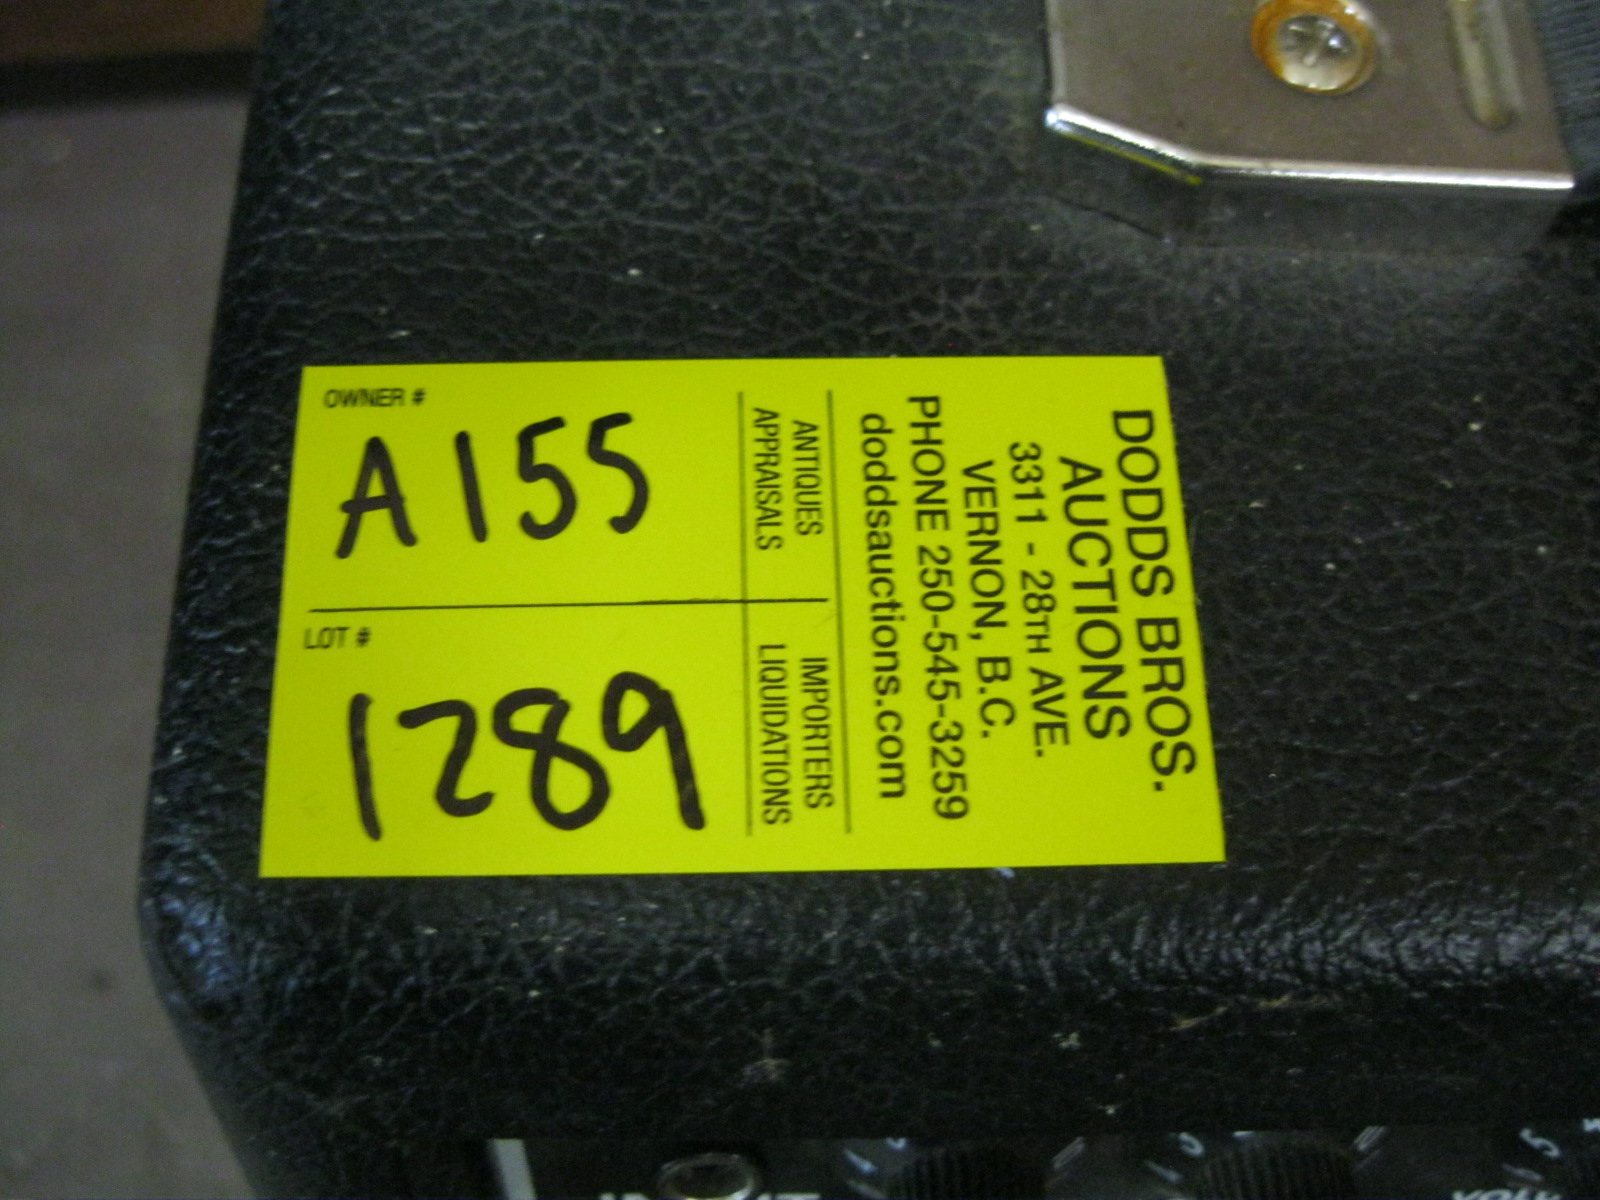 OWNER #
A155
LOT #
1289
ANTIQUES
APPRAISALS
IMPORTERS
LIQUIDATIONS
DODDS BROS.
AUCTIONS
3311 - 28TH AVE.
VERNON, B.C.
PHONE 250-545-3259
doddsauctions.com